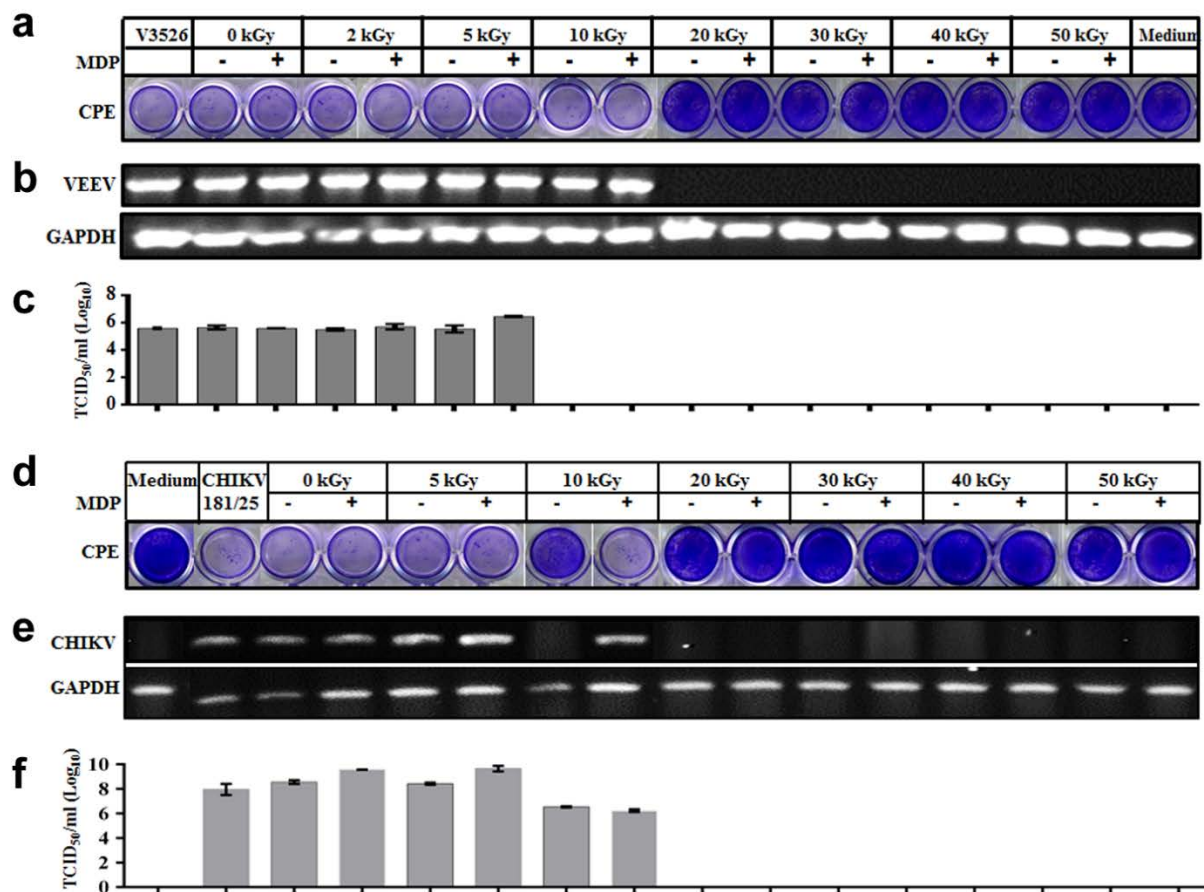 a
V3526 0 kGy 2 kGy 5 kGy 10 kGy 20 kGy 30 kGy 40 kGy 50 kGy Medium
MDP - + - + - + - + - + - + - + - +
CPE
b
VEEV
GAPDH
c
TCID50/ml (Log10)
8
6
4
2
0
d
Medium CHIKV 0 kGy 5 kGy 10 kGy 20 kGy 30 kGy 40 kGy 50 kGy
MDP 181/25 - + - + - + - + - + - + - +
CPE
e
CHIKV
GAPDH
f
TCID50/ml (Log10)
10
8
6
4
2
0